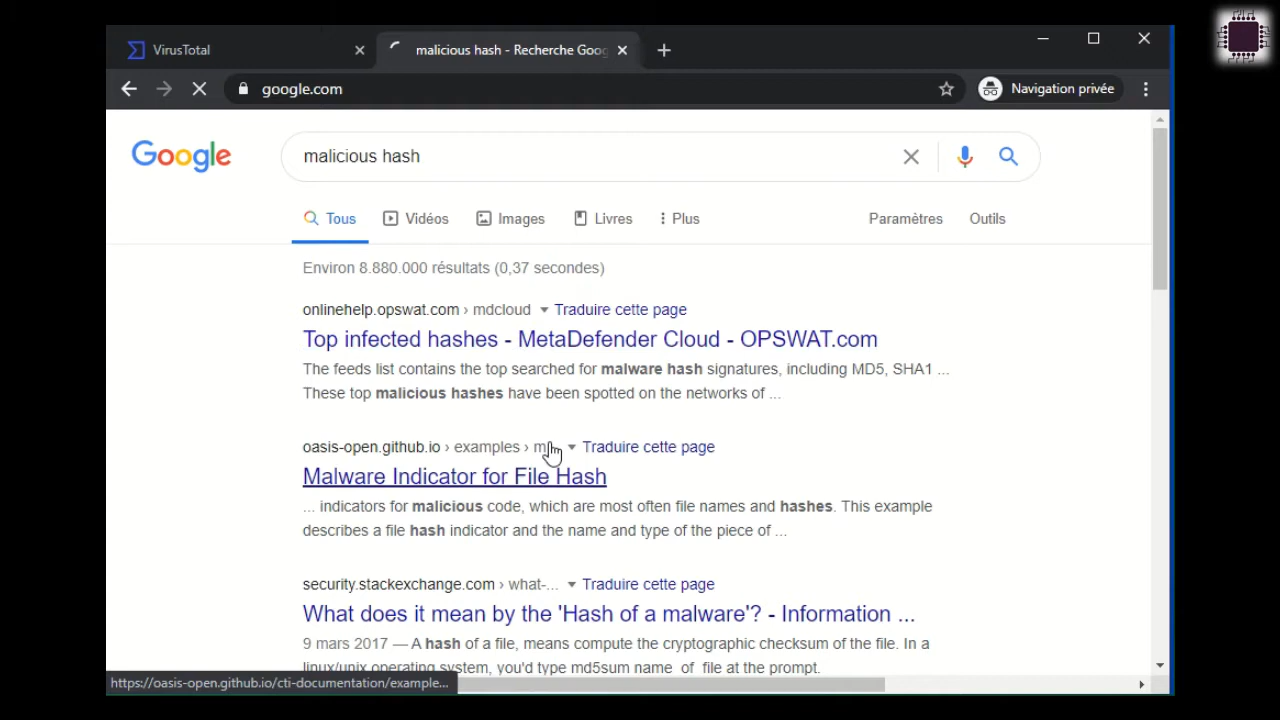 VirusTotal
malicious hash - Recherche Goog
google.com
Navigation privée
Google
malicious hash
Tous
Vidéos
Images
Livres
Plus
Paramètres
Outils
Environ 8.880.000 résultats (0,37 secondes)
onlinehelp.opswat.com › mdcloud Traduire cette page
Top infected hashes - MetaDefender Cloud - OPSWAT.com
The feeds list contains the top searched for malware hash signatures, including MD5, SHA1 ...
These top malicious hashes have been spotted on the networks of ...
oasis-open.github.io › examples › Traduire cette page
Malware Indicator for File Hash
... indicators for malicious code, which are most often file names and hashes. This example
describes a file hash indicator and the name and type of the piece of ...
security.stackexchange.com › what-... Traduire cette page
What does it mean by the 'Hash of a malware'? - Information ...
9 mars 2017 — A hash of a file, means compute the cryptographic checksum of the file. In a
linux/unix operating system, you'd type md5sum name_of_file at the prompt.
https://oasis-open.github.io/cti-documentation/example...